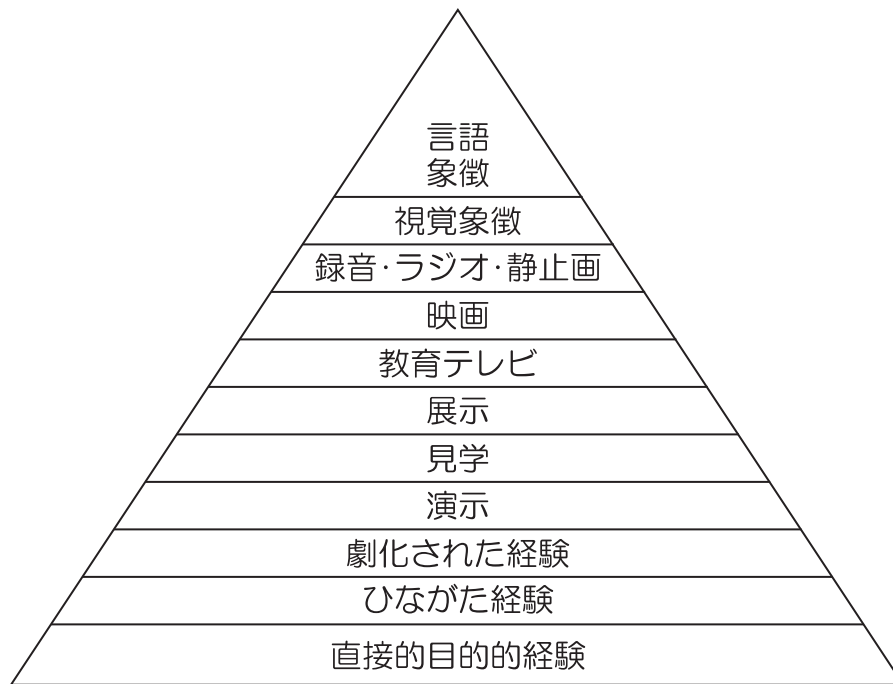 言語
象徴
視覚象徴
録音・ラジオ・静止画
映画
教育テレビ
展示
見学
演示
劇化された経験
ひながた経験
直接的目的的経験